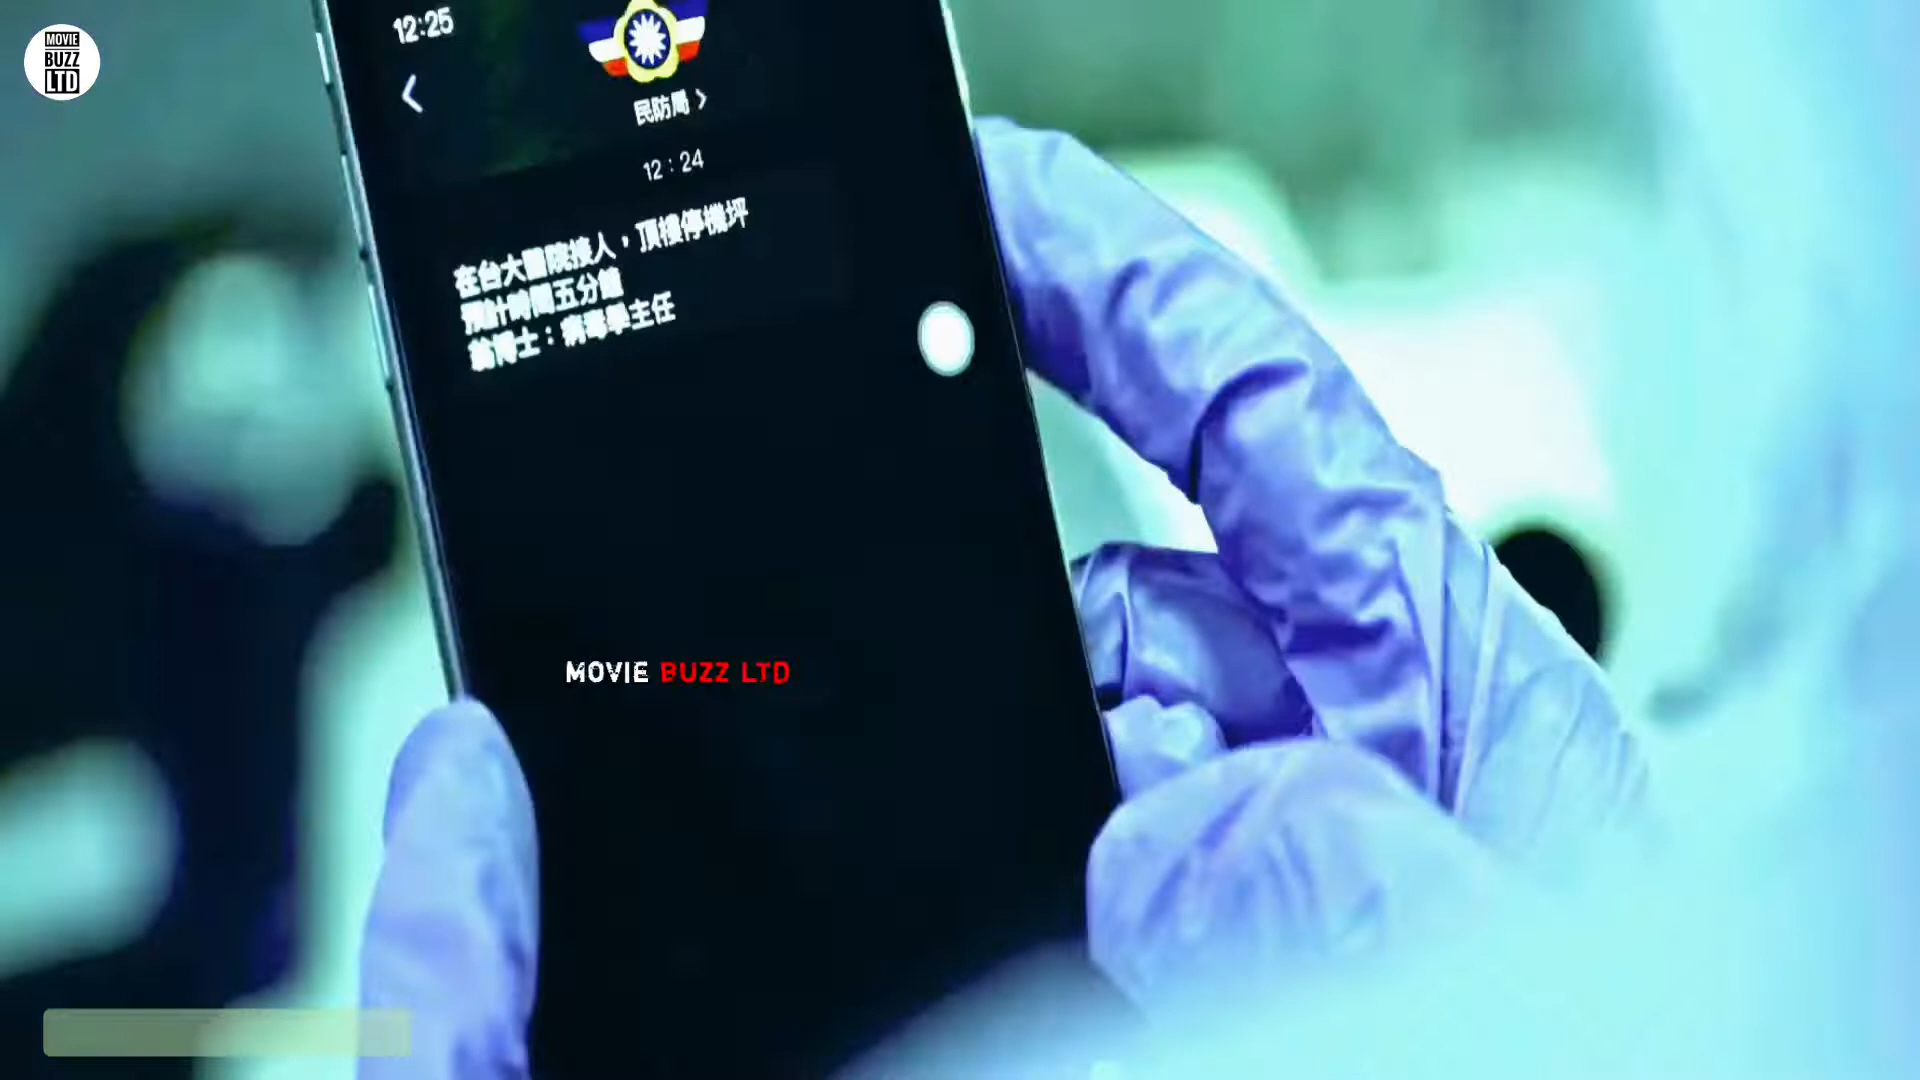 MOVIE
BUZZ
LTD
12:25
民防局 >
12:24
在台大醫院接人，頂樓停機坪
預計時間五分鐘
翁博士：病毒學主任
MOVIE BUZZ LTD